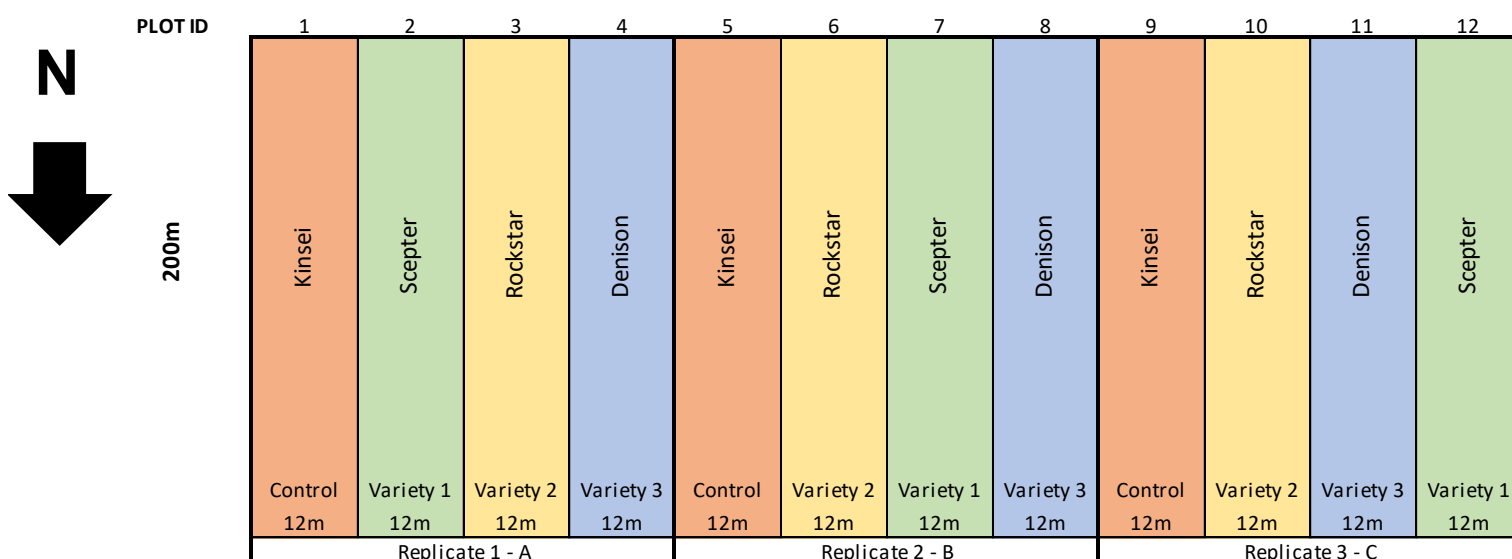 PLOT ID 1 2 3 4 5 6 7 8 9 10 11 12
N
200m
Kinsei Scepter Rockstar Denison Kinsei Rockstar Scepter Denison Kinsei Rockstar Denison Scepter
Control Variety 1 Variety 2 Variety 3 Control Variety 2 Variety 1 Variety 3 Control Variety 2 Variety 3 Variety 1
12m 12m 12m 12m 12m 12m 12m 12m 12m 12m 12m 12m
Replicate 1 - A Replicate 2 - B Replicate 3 - C